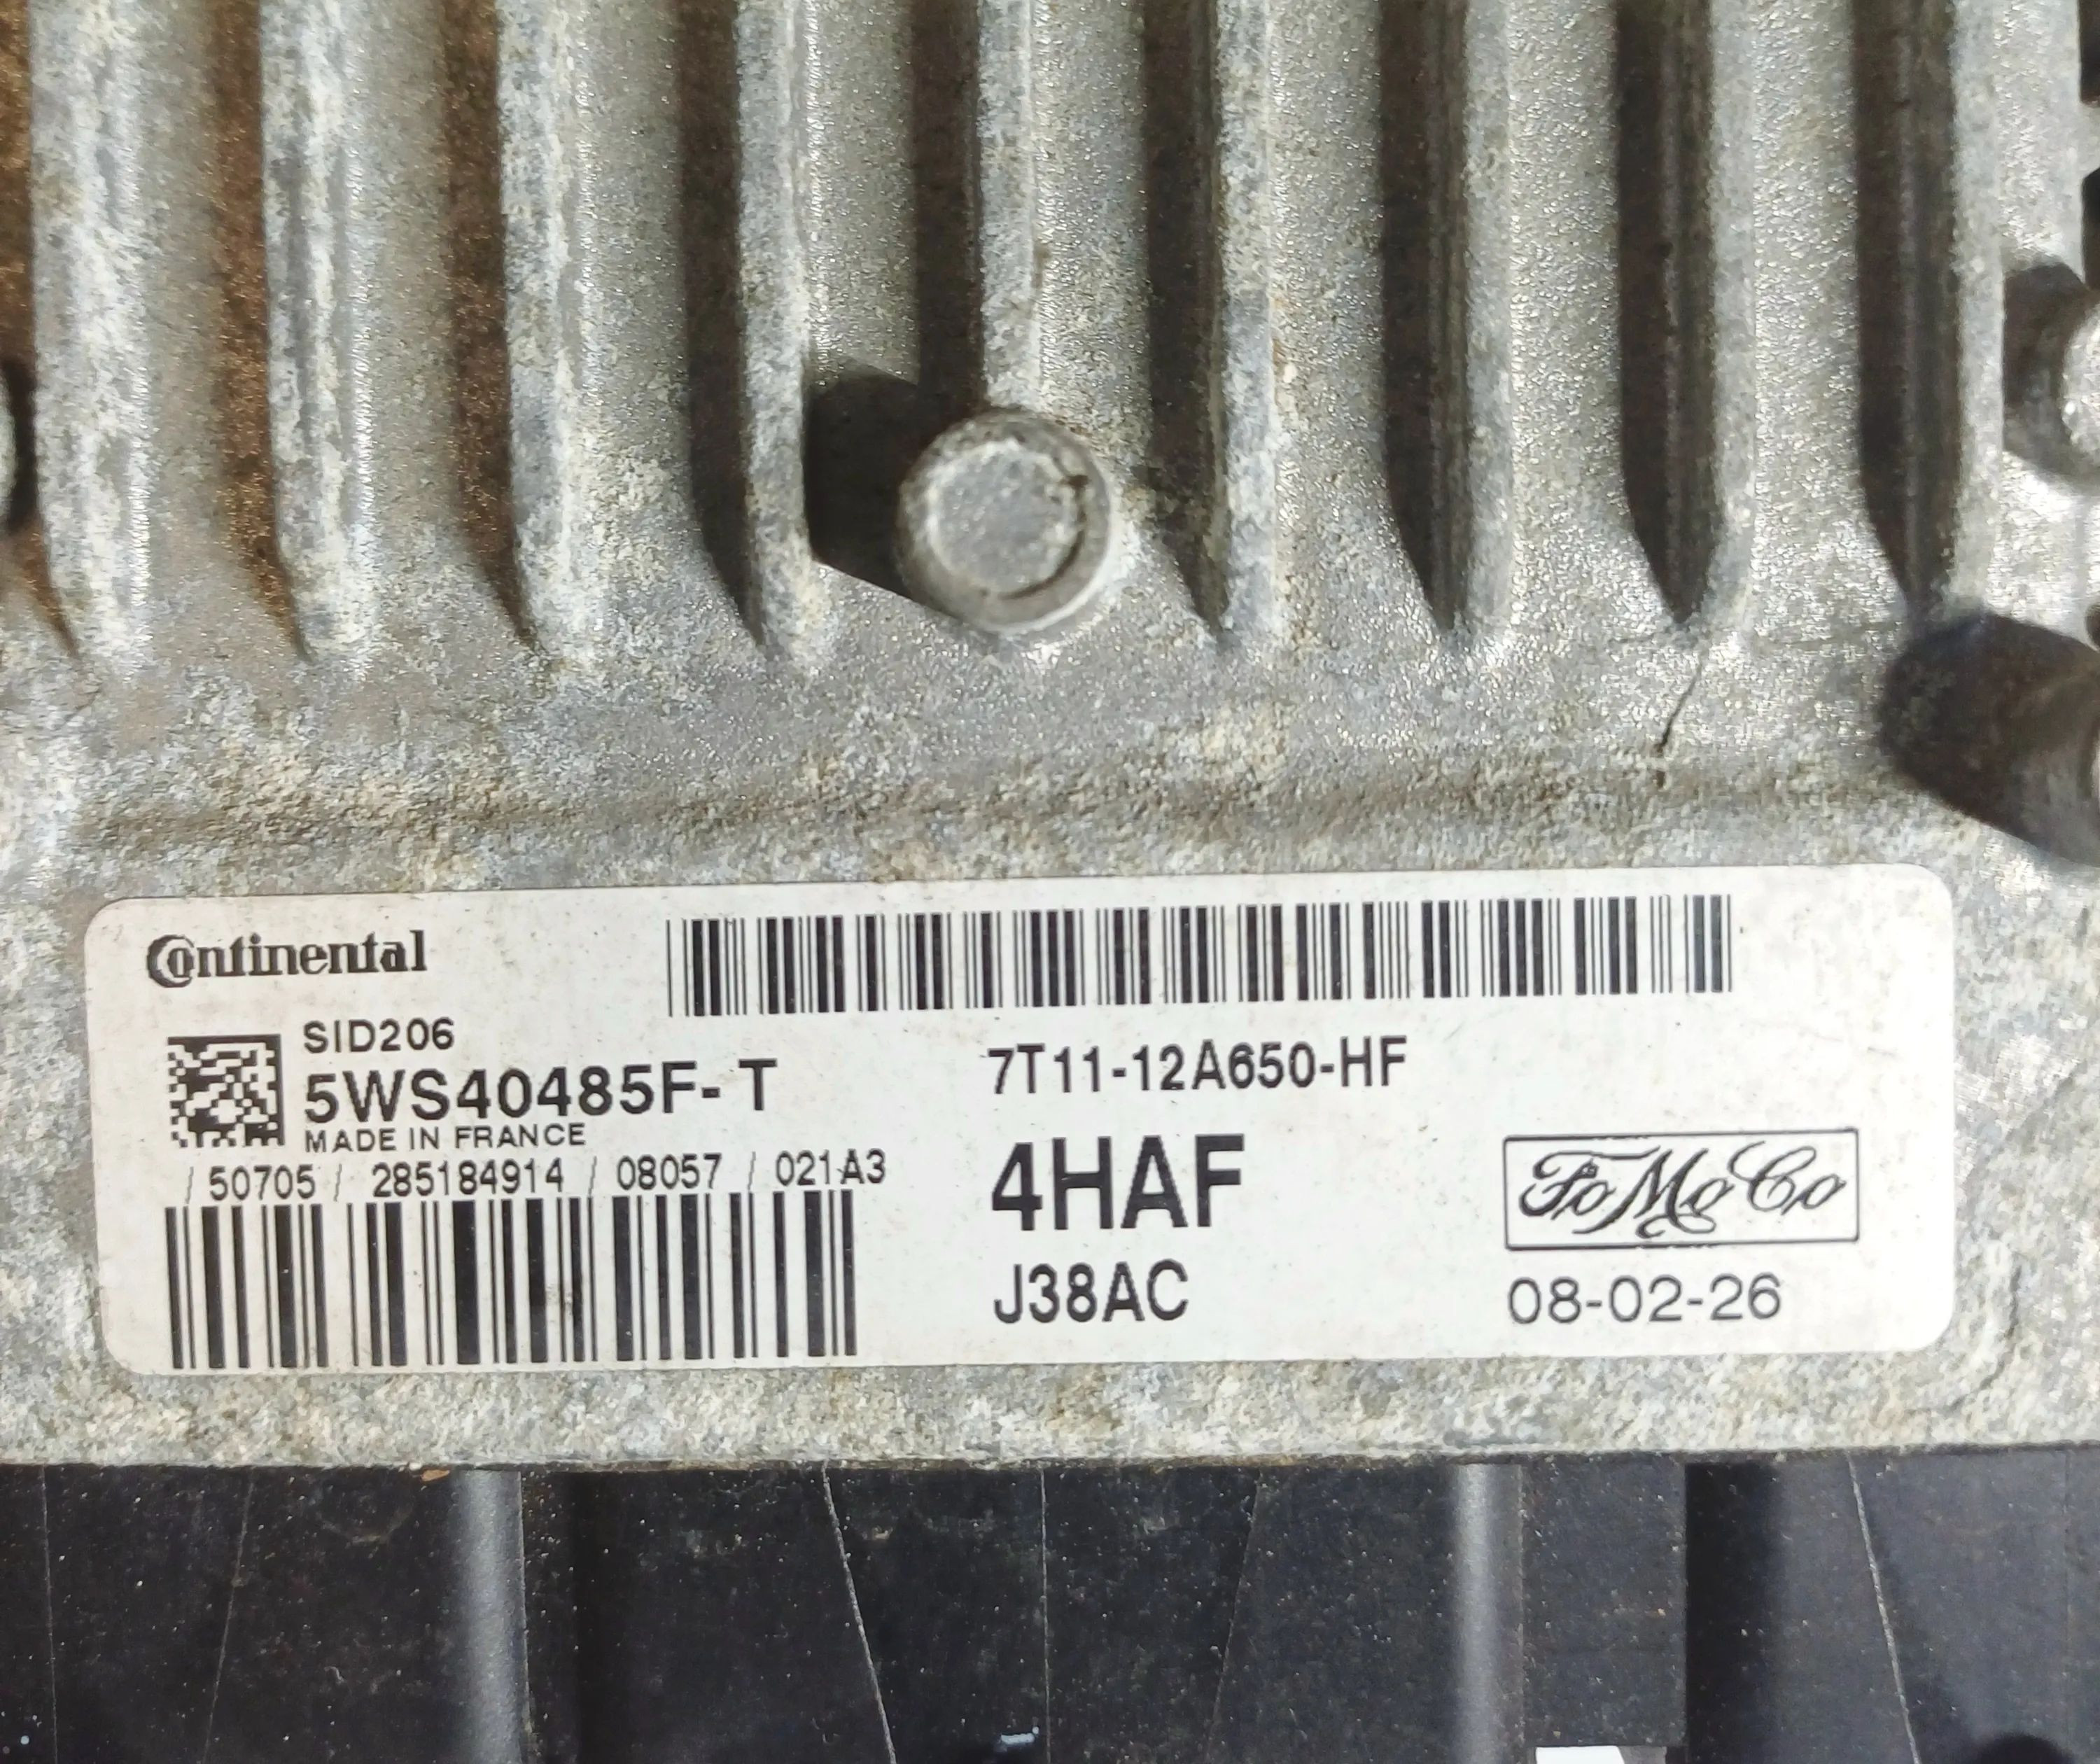 Continental
SID206
5WS40485F-T
MADE IN FRANCE
/ 50705 / 285184914 / 08057 / 021A3
7T11-12A650-HF
4HAF
J38AC
FoMoCo
08-02-26